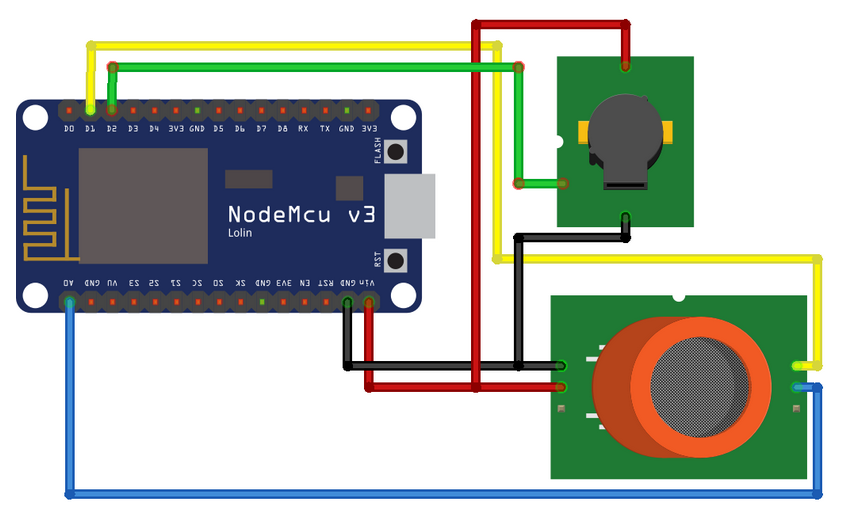 D0 D1 D2 D3 D4 3V3 GND D5 D6 D7 D8 RX TX GND 3V3
FLASH
NodeMcu v3
Lolin
RST
A0 GND VU S3 S2 S1 SC S0 SK GND 3V3 EN RST GND Vin